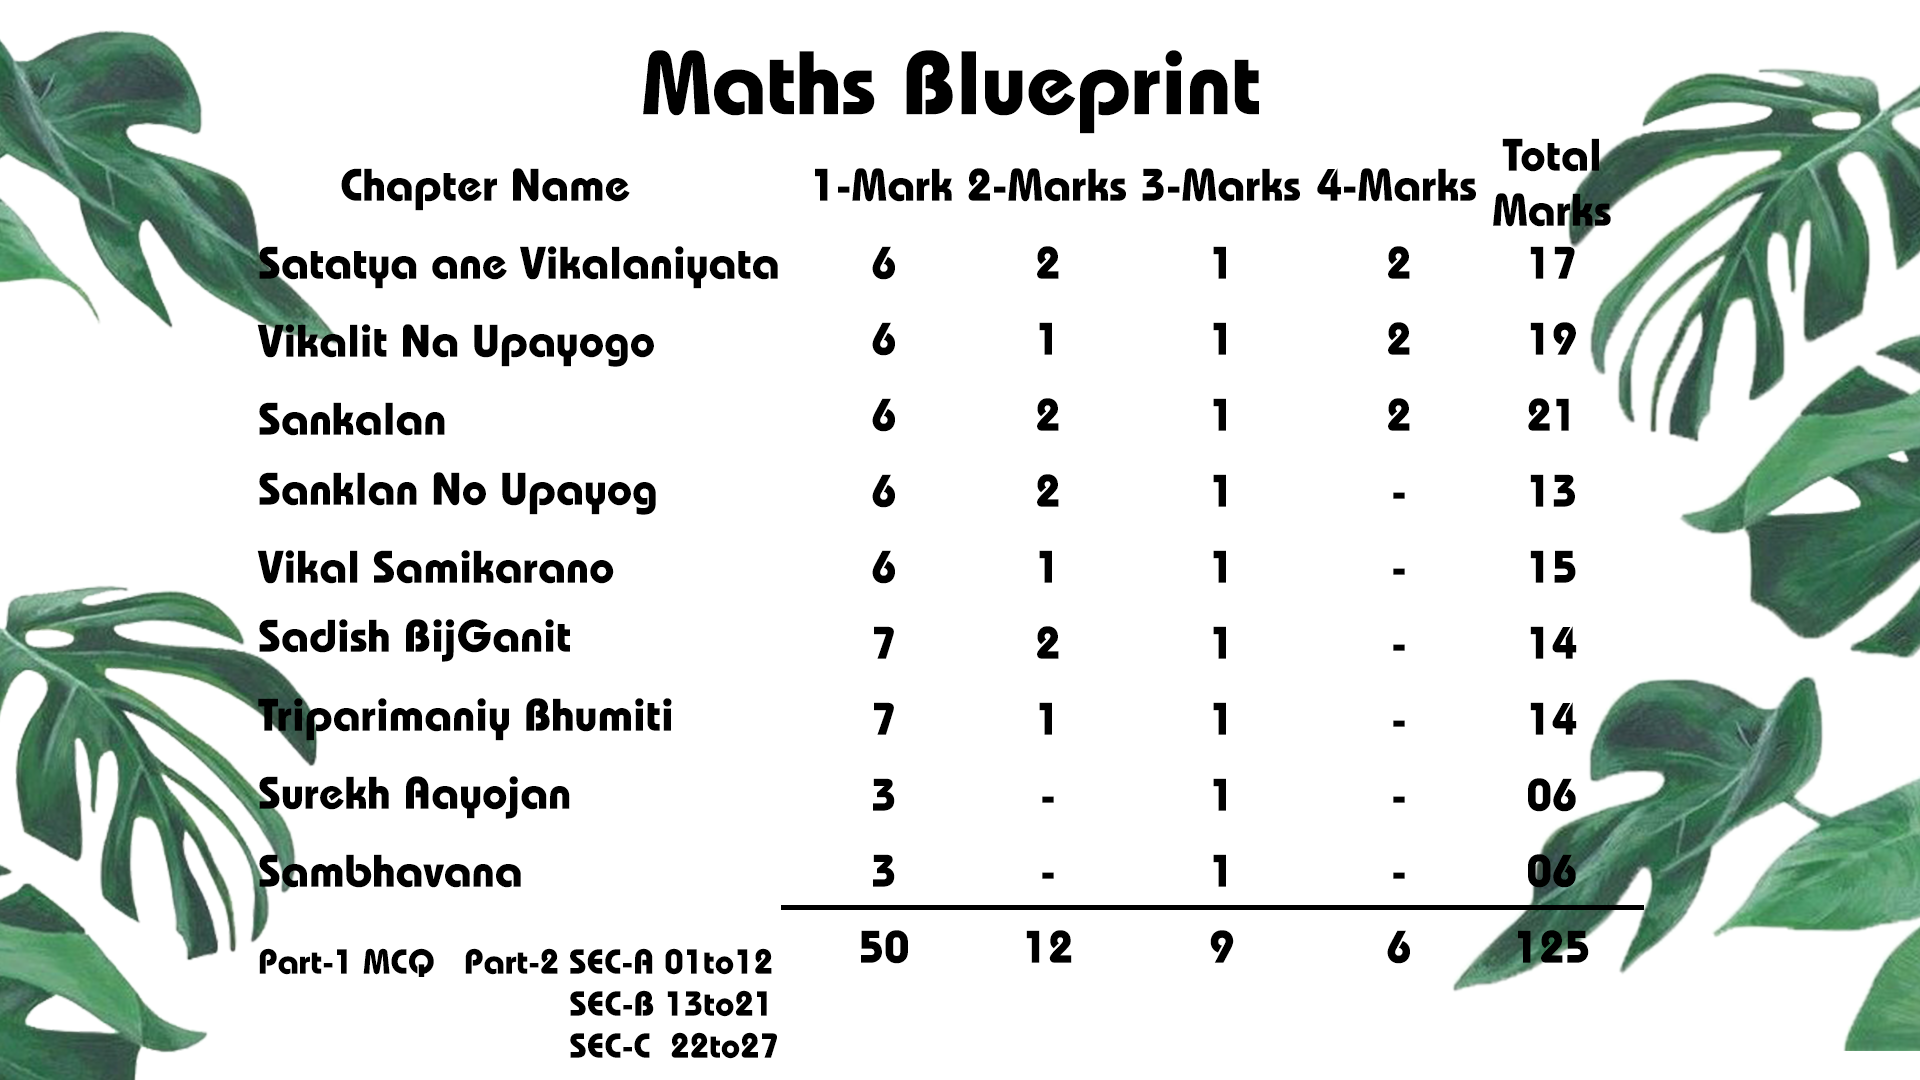 Maths Blueprint
Chapter Name 1-Mark 2-Marks 3-Marks 4-Marks Total Marks
Satatya ane Vikalaniyata 6 2 1 2 17
Vikalit Na Upayogo 6 1 1 2 19
Sankalan 6 2 1 2 21
Sanklan No Upayog 6 2 1 - 13
Vikal Samikarano 6 1 1 - 15
Sadish BijGanit 7 2 1 - 14
Triparimaniy Bhumiti 7 1 1 - 14
Surekh Aayojan 3 - 1 - 06
Sambhavana 3 - 1 - 06
50 12 9 6 125
Part-1 MCQ Part-2 SEC-A 01to12
SEC-B 13to21
SEC-C 22to27